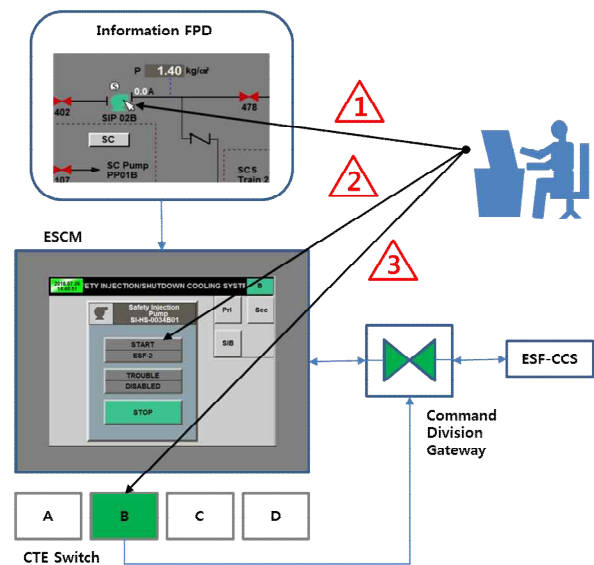 Information FPD
P 1.40 kg/㎠
S
0.0A
402
478
SIP 02B
SC
SC Pump
PP01B
107
SCS
Train 2
1
2
3
ESCM
ETY INJECTION/SHUTDOWN COOLING SYST
B
Safety Injection
Pump
SI-HS-0034B01
Pri
Sec
START
ESF-2
SIB
TROUBLE
DISABLED
STOP
ESF-CCS
Command
Division
Gateway
A
B
C
D
CTE Switch